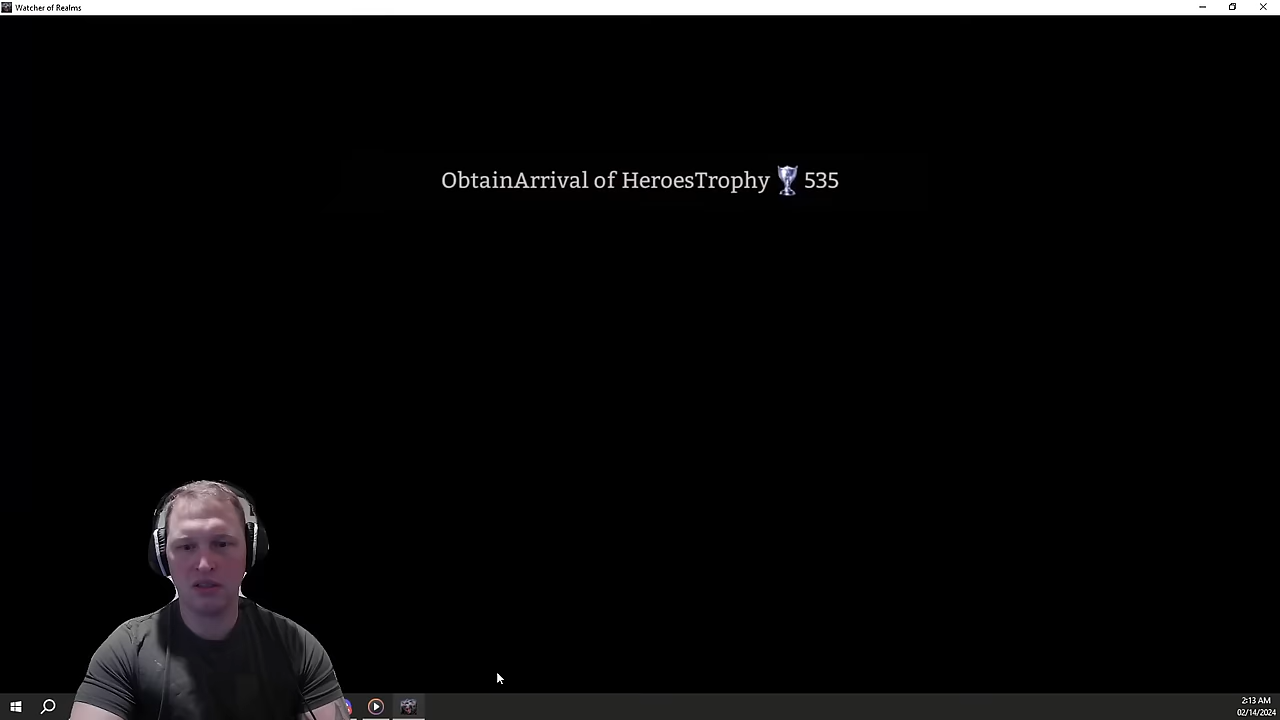 Watcher of Realms
ObtainArrival of HeroesTrophy 535
2:13 AM
02/14/2024